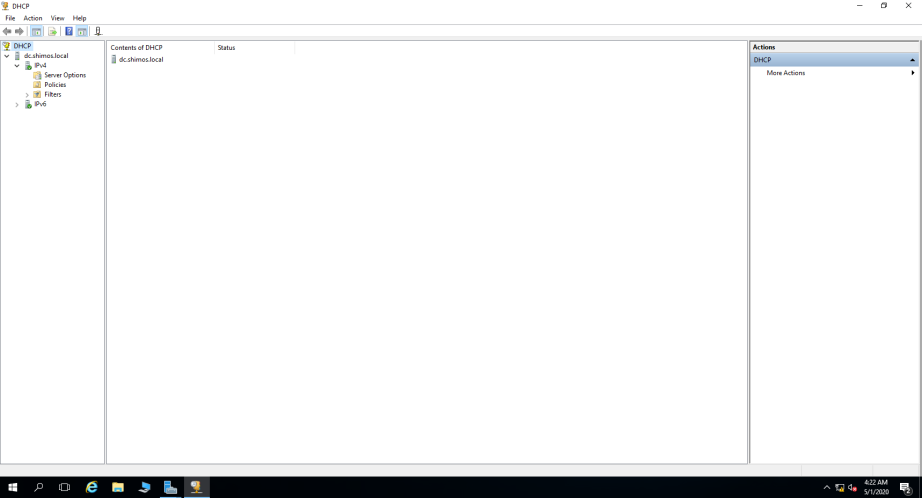 DHCP
File Action View Help
DHCP
dc.shimos.local
IPv4
Server Options
Policies
Filters
IPv6
Contents of DHCP Status
dc.shimos.local
Actions
DHCP
More Actions
4:22 AM
5/1/2020